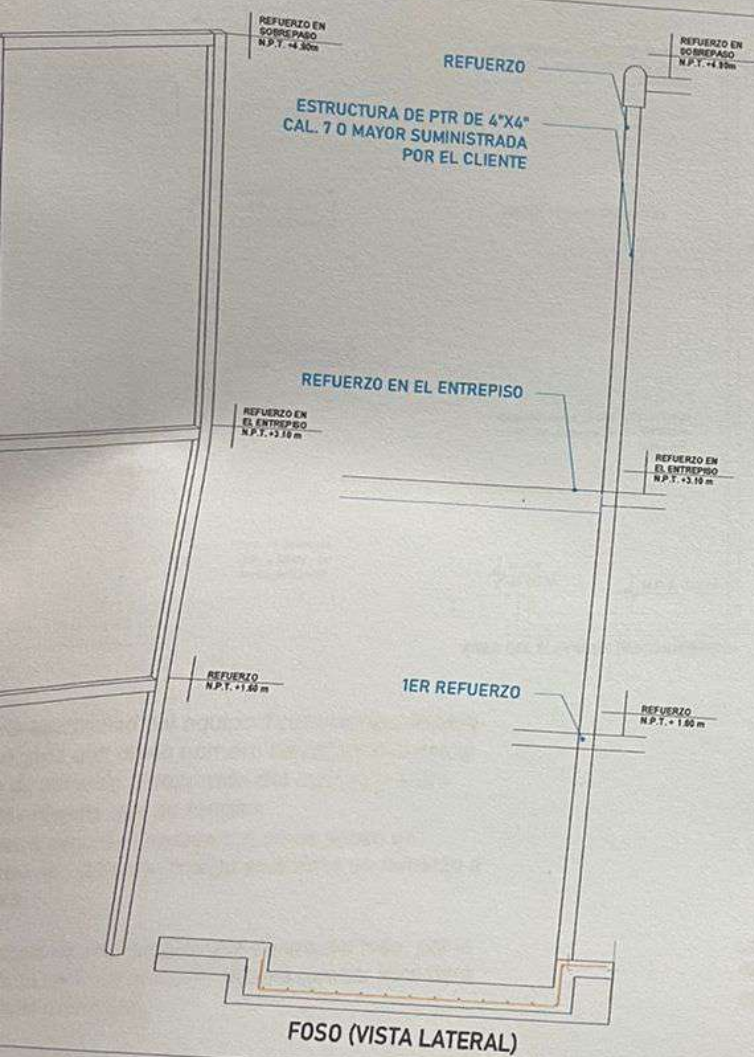 REFUERZO EN
SOBREPASO
N.P.T. +4.90m
REFUERZO
REFUERZO EN
SOBREPASO
N.P.T. +4.90m
ESTRUCTURA DE PTR DE 4"X4"
CAL. 7 O MAYOR SUMINISTRADA
POR EL CLIENTE
REFUERZO EN EL ENTREPISO
REFUERZO EN
EL ENTREPISO
N.P.T. +3.10 m
REFUERZO EN
EL ENTREPISO
N.P.T. +3.10 m
REFUERZO
N.P.T. +1.60 m
1ER REFUERZO
REFUERZO
N.P.T. + 1.60 m
FOSO (VISTA LATERAL)